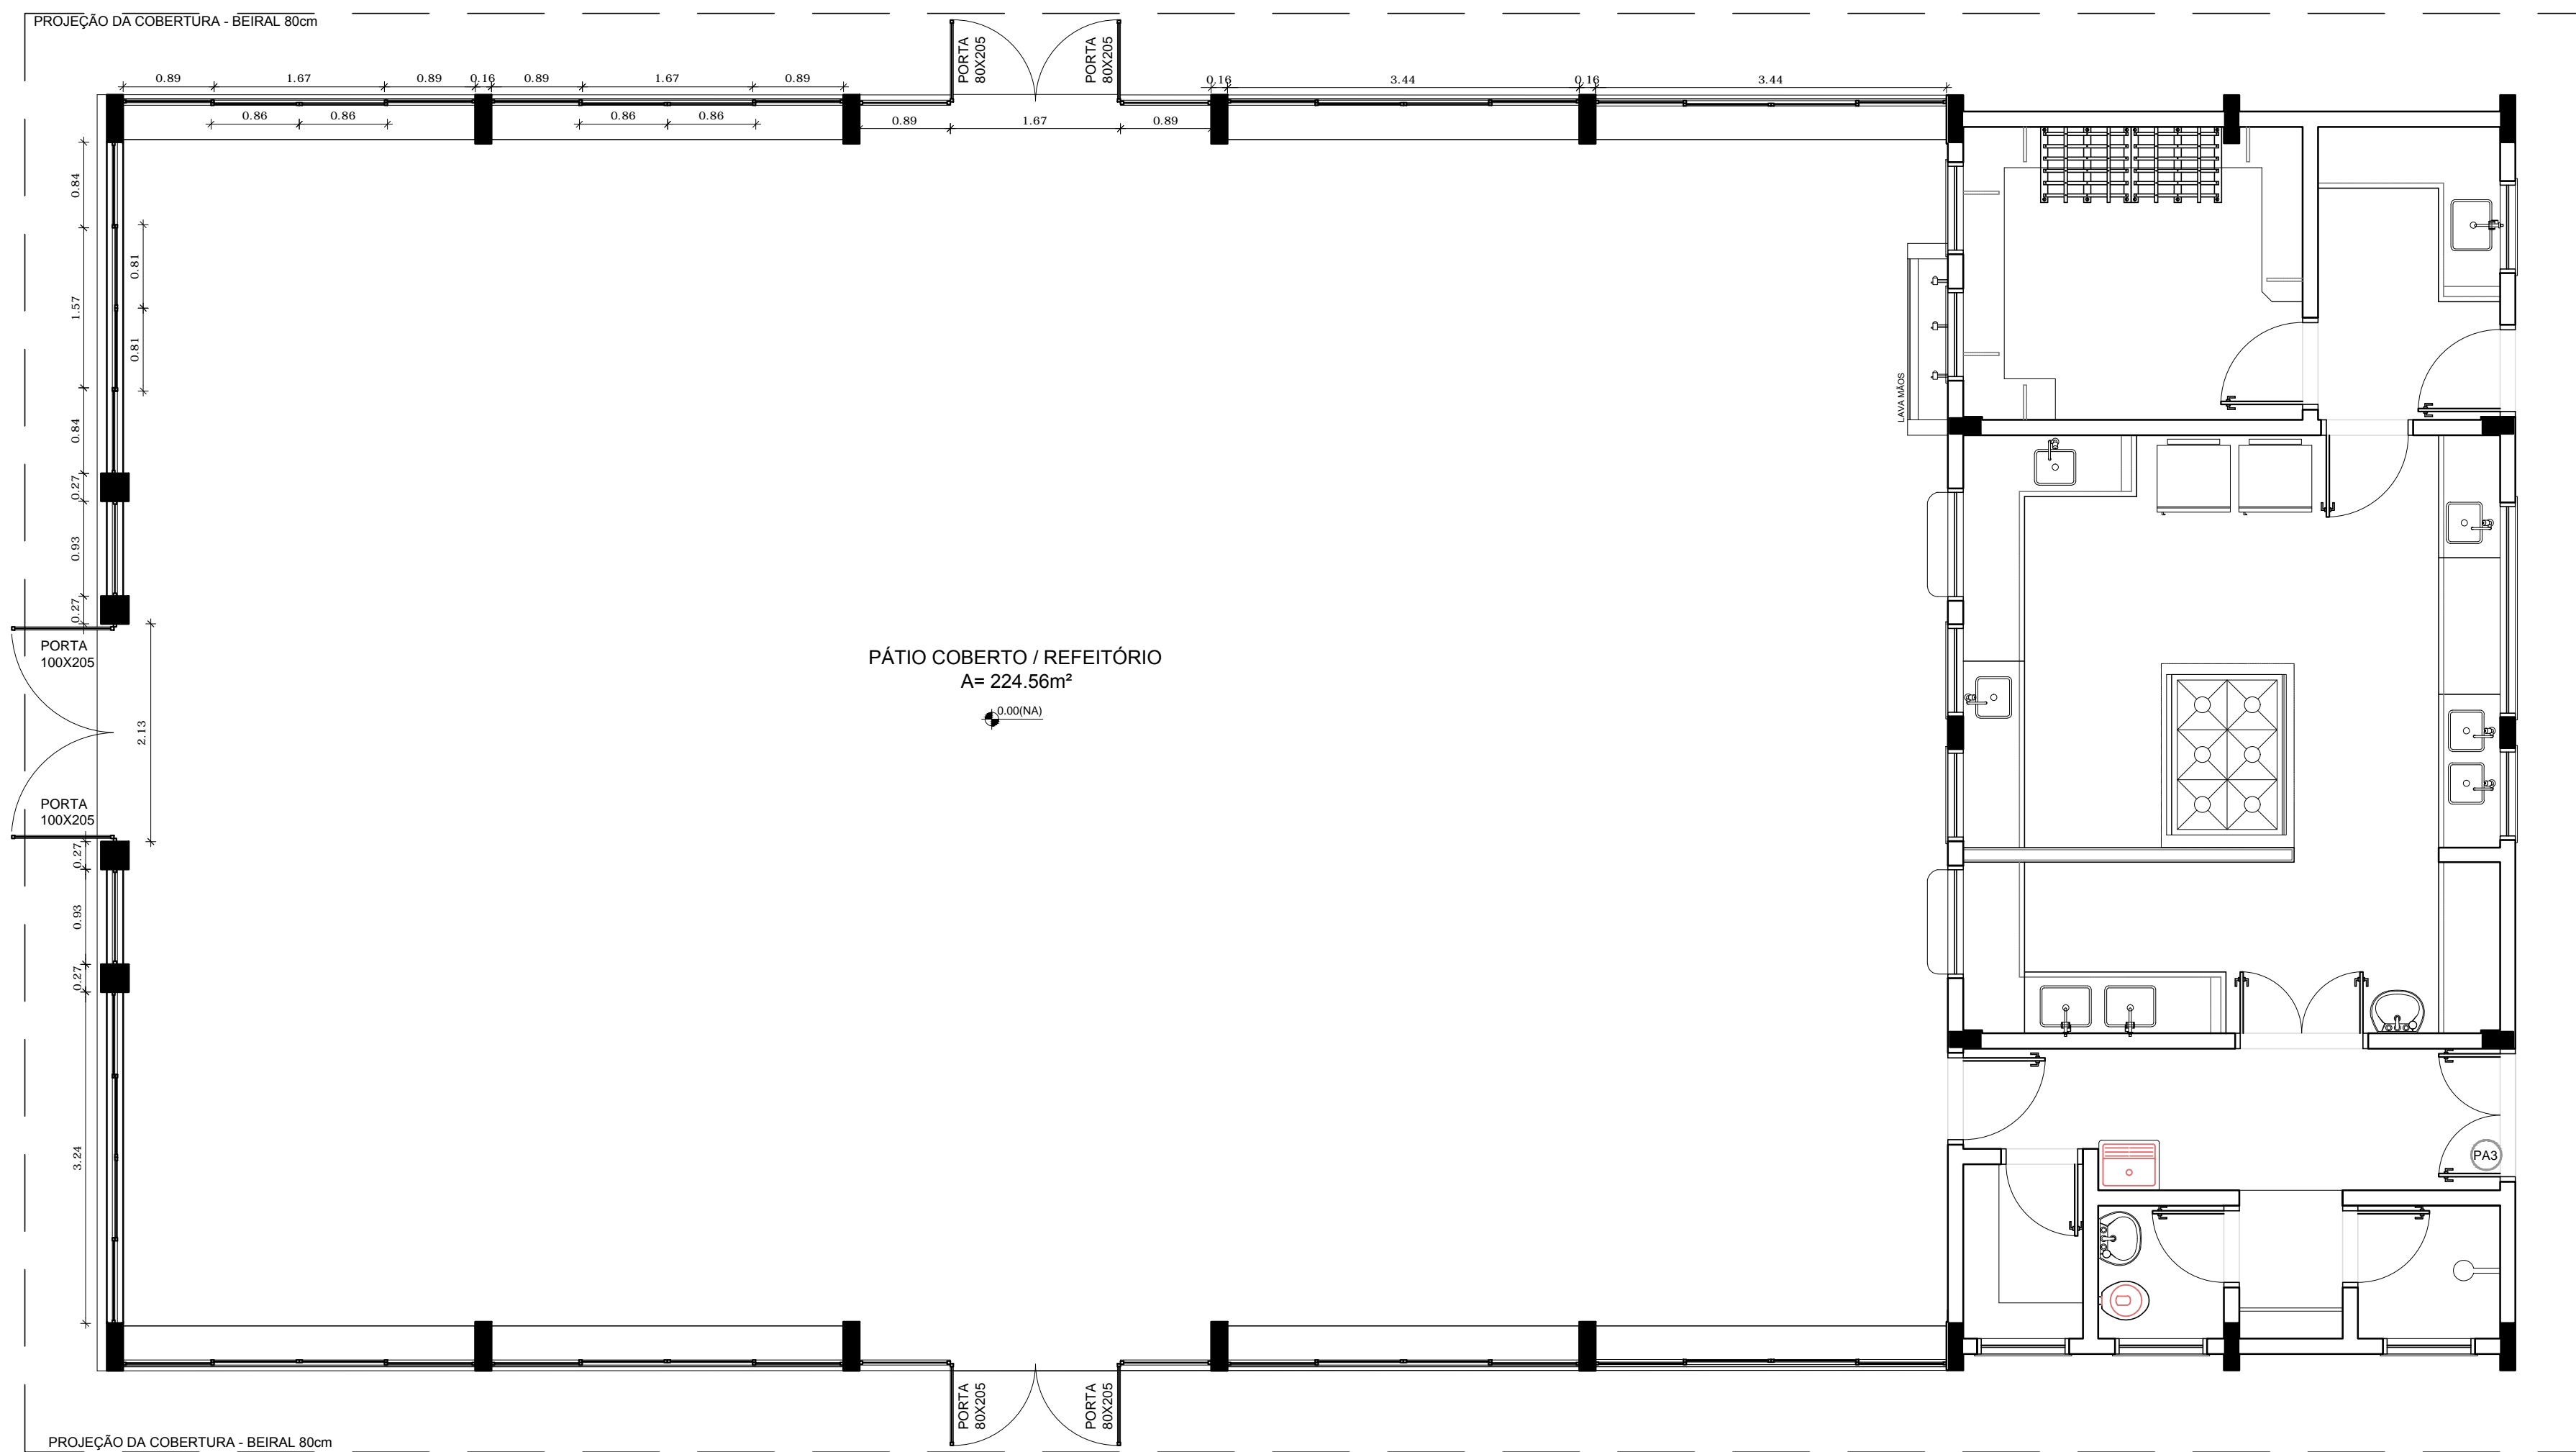 PROJEÇÃO DA COBERTURA - BEIRAL 80cm
PORTA
80X205
PORTA
80X205
0.89
1.67
0.89
0.16
0.89
1.67
0.89
0.16
3.44
0.16
3.44
0.86
0.86
0.86
0.86
0.89
1.67
0.89
0.84
0.81
1.57
0.81
0.84
0.27
0.93
0.27
LAVA MÃOS
PORTA
100X205
PÁTIO COBERTO / REFEITÓRIO
A= 224.56m²
0.00(NA)
2.13
PORTA
100X205
0.27
0.93
0.27
3.24
PA3
PORTA
80X205
PORTA
80X205
PROJEÇÃO DA COBERTURA - BEIRAL 80cm